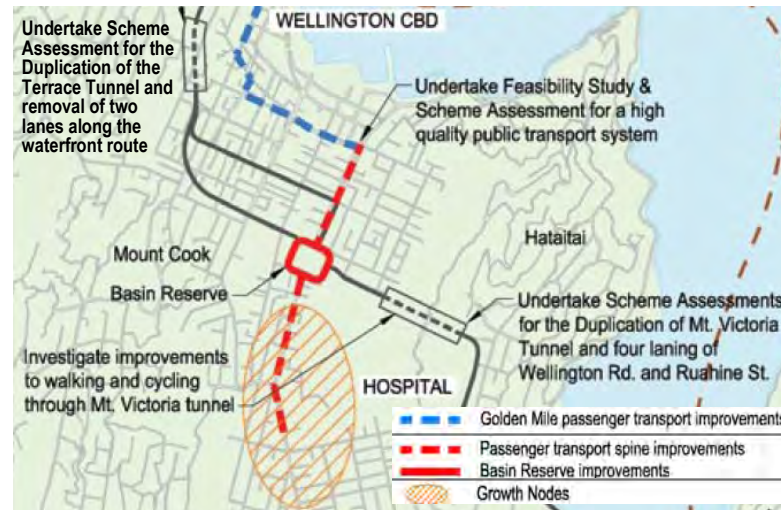 WELLINGTON CBD
Undertake Scheme
Assessment for the
Duplication of the
Terrace Tunnel and
removal of two
lanes along the
waterfront route
Undertake Feasibility Study &
Scheme Assessment for a high
quality public transport system
Mount Cook
Hataitai
Basin Reserve
Undertake Scheme Assessments
for the Duplication of Mt. Victoria
Tunnel and four laning of
Wellington Rd. and Ruahine St.
Investigate improvements
to walking and cycling
through Mt. Victoria tunnel
HOSPITAL
Golden Mile passenger transport improvements
Passenger transport spine improvements
Basin Reserve improvements
Growth Nodes